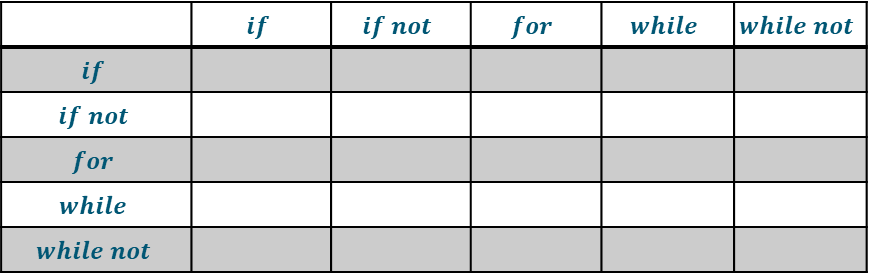 if if not for while while not
if
if not
for
while
while not